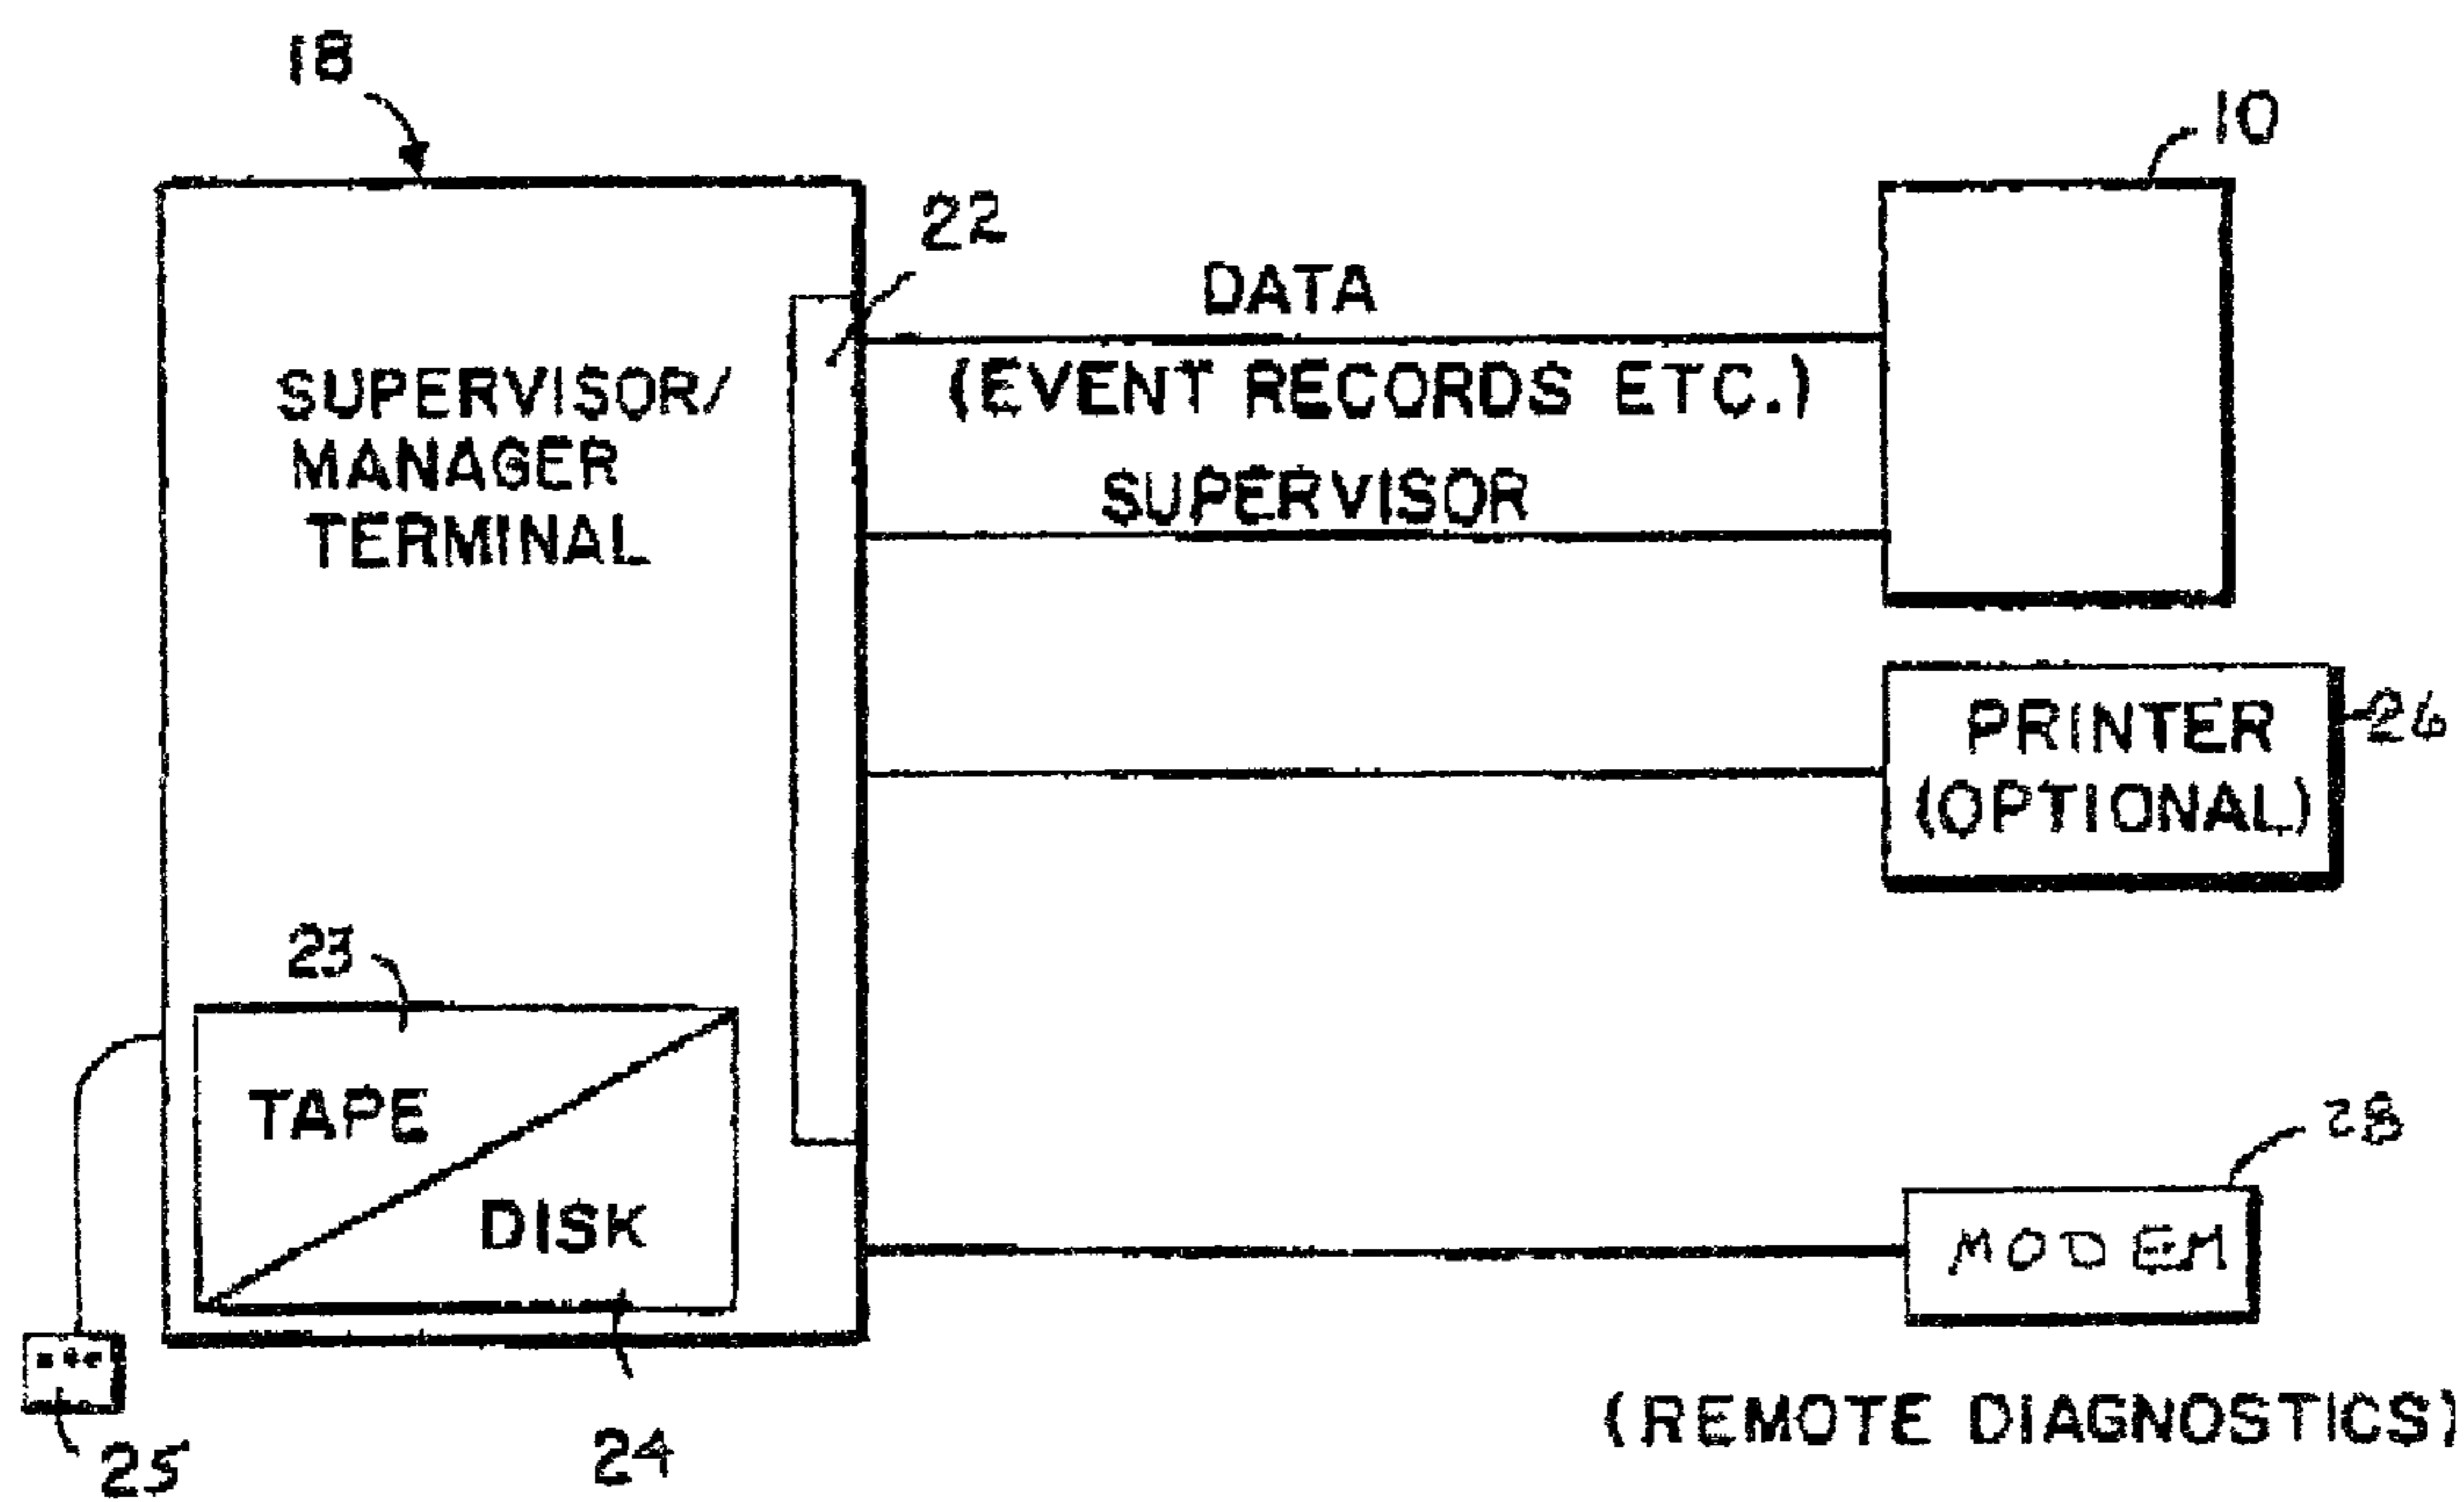 18
10
22
DATA
(EVENT RECORDS ETC.)
SUPERVISOR/
MANAGER
TERMINAL
SUPERVISOR
PRINTER
(OPTIONAL)
26
23
TAPE
DISK
28
MODEM
25
24
(REMOTE DIAGNOSTICS)